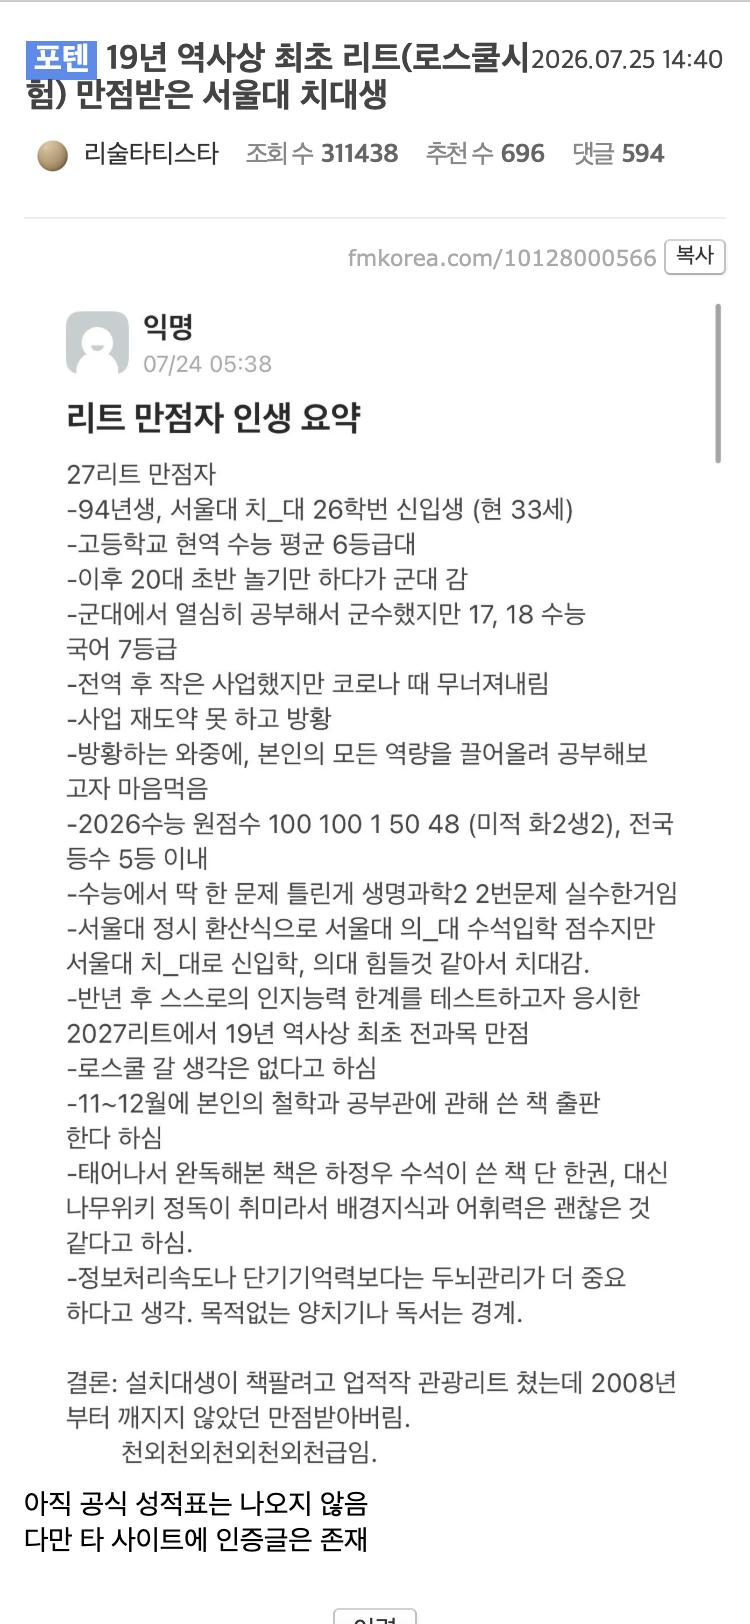 포텐 19년 역사상 최초 리트(로스쿨시 2026.07.25 14:40
험) 만점받은 서울대 치대생
리술타티스타 조회 수 311438 추천 수 696 댓글 594
fmkorea.com/10128000566 복사
익명
07/24 05:38
리트 만점자 인생 요약
27리트 만점자
-94년생, 서울대 치_대 26학번 신입생 (현 33세)
-고등학교 현역 수능 평균 6등급대
-이후 20대 초반 놀기만 하다가 군대 감
-군대에서 열심히 공부해서 군수했지만 17, 18 수능
국어 7등급
-전역 후 작은 사업했지만 코로나 때 무너져내림
-사업 재도약 못 하고 방황
-방황하는 와중에, 본인의 모든 역량을 끌어올려 공부해보
고자 마음먹음
-2026수능 원점수 100 100 1 50 48 (미적 화2생2), 전국
등수 5등 이내
-수능에서 딱 한 문제 틀린게 생명과학2 2번문제 실수한거임
-서울대 정시 환산식으로 서울대 의_대 수석입학 점수지만
서울대 치_대로 신입학, 의대 힘들것 같아서 치대감.
-반년 후 스스로의 인지능력 한계를 테스트하고자 응시한
2027리트에서 19년 역사상 최초 전과목 만점
-로스쿨 갈 생각은 없다고 하심
-11~12월에 본인의 철학과 공부관에 관해 쓴 책 출판
한다 하심
-태어나서 완독해본 책은 하정우 수석이 쓴 책 단 한권, 대신
나무위키 정독이 취미라서 배경지식과 어휘력은 괜찮은 것
같다고 하심.
-정보처리속도나 단기기억력보다는 두뇌관리가 더 중요
하다고 생각. 목적없는 양치기나 독서는 경계.
결론: 설치대생이 책팔려고 업적작 관광리트 쳤는데 2008년
부터 깨지지 않았던 만점받아버림.
천외천외천외천외천급임.
아직 공식 성적표는 나오지 않음
다만 타 사이트에 인증글은 존재